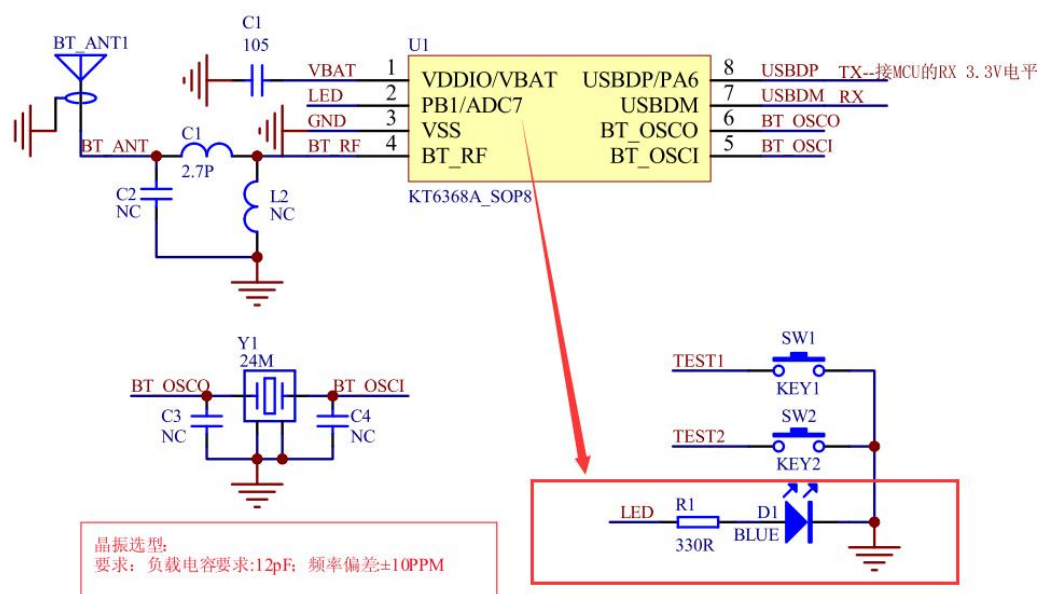 BT_ANT1
C1
105
U1
VBAT
1
VDDIO/VBAT
USBDP/PA6
8
USBDP
TX--接MCU的RX 3.3V电平
LED
2
PB1/ADC7
USBDM
7
USBDM
RX
GND
3
VSS
BT_OSCO
6
BT_OSCO
BT_ANT
C1
2.7P
BT_RF
4
BT_RF
BT_OSCI
5
BT_OSCI
KT6368A_SOP8
C2
NC
L2
NC
Y1
24M
BT_OSCO
BT_OSCI
C3
NC
C4
NC
SW1
TEST1
KEY1
SW2
TEST2
KEY2
LED
R1
330R
D1
BLUE
晶振选型:
要求：负载电容要求:12pF；频率偏差±10PPM